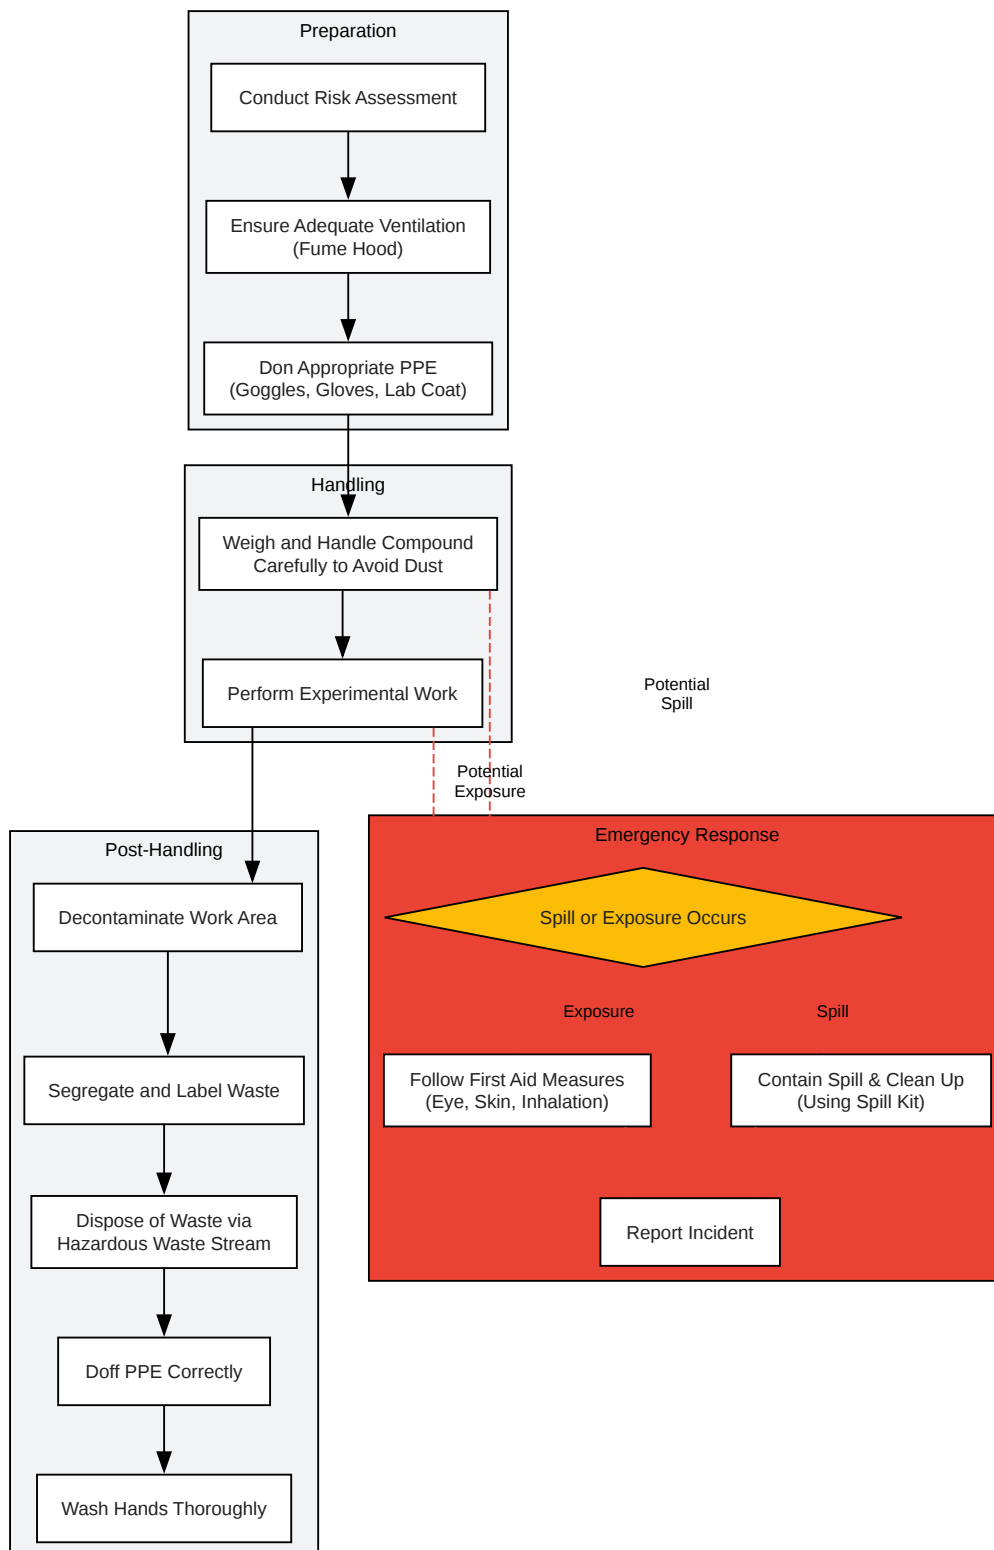 Preparation
Conduct Risk Assessment
Ensure Adequate Ventilation
(Fume Hood)
Don Appropriate PPE
(Goggles, Gloves, Lab Coat)
Handling
Weigh and Handle Compound
Carefully to Avoid Dust
Perform Experimental Work
Potential
Spill
Potential
Exposure
Emergency Response
Spill or Exposure Occurs
Exposure
Spill
Follow First Aid Measures
(Eye, Skin, Inhalation)
Contain Spill & Clean Up
(Using Spill Kit)
Report Incident
Post-Handling
Decontaminate Work Area
Segregate and Label Waste
Dispose of Waste via
Hazardous Waste Stream
Doff PPE Correctly
Wash Hands Thoroughly